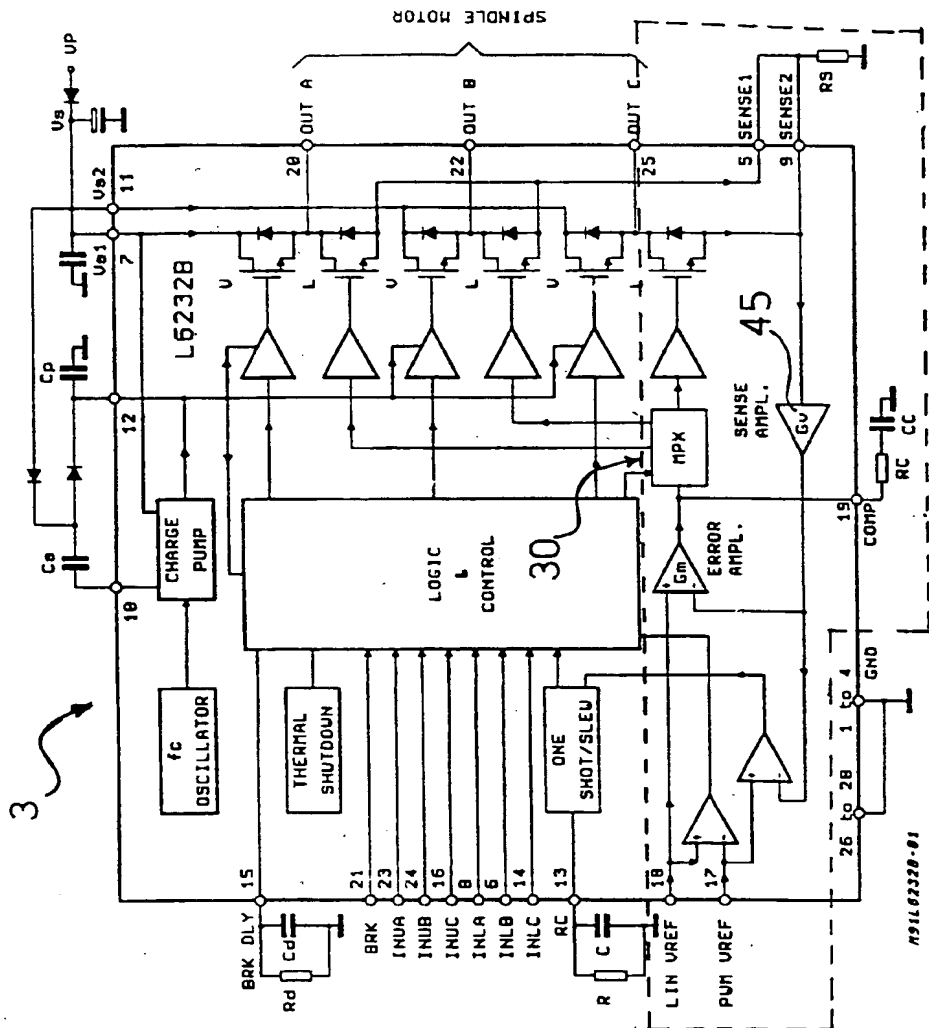 3
SPINDLE MOTOR
VP
Vs
Vs2
11
Vs1
7
Cp
12
Cs
10
L6232B
CHARGE
PUMP
fc
OSCILLATOR
THERMAL
SHUTDOWN
LOGIC
&
CONTROL
ONE
SHOT/SLEW
U
L
U
L
U
L
20
OUT A
22
OUT B
25
OUT C
5
SENSE1
9
SENSE2
RS
BRK DLY
15
Rd
Cd
BRK
21
INUA
23
INUB
24
INUC
16
INLA
8
INLB
6
INLC
14
RC
13
R
C
LIN VREF
18
PWM VREF
17
30
MPX
Gm
ERROR
AMPL.
45
SENSE
AMPL.
Gv
19
COMP
RC
CC
26 to 28
1 to 4
GND
M91L6232B-01